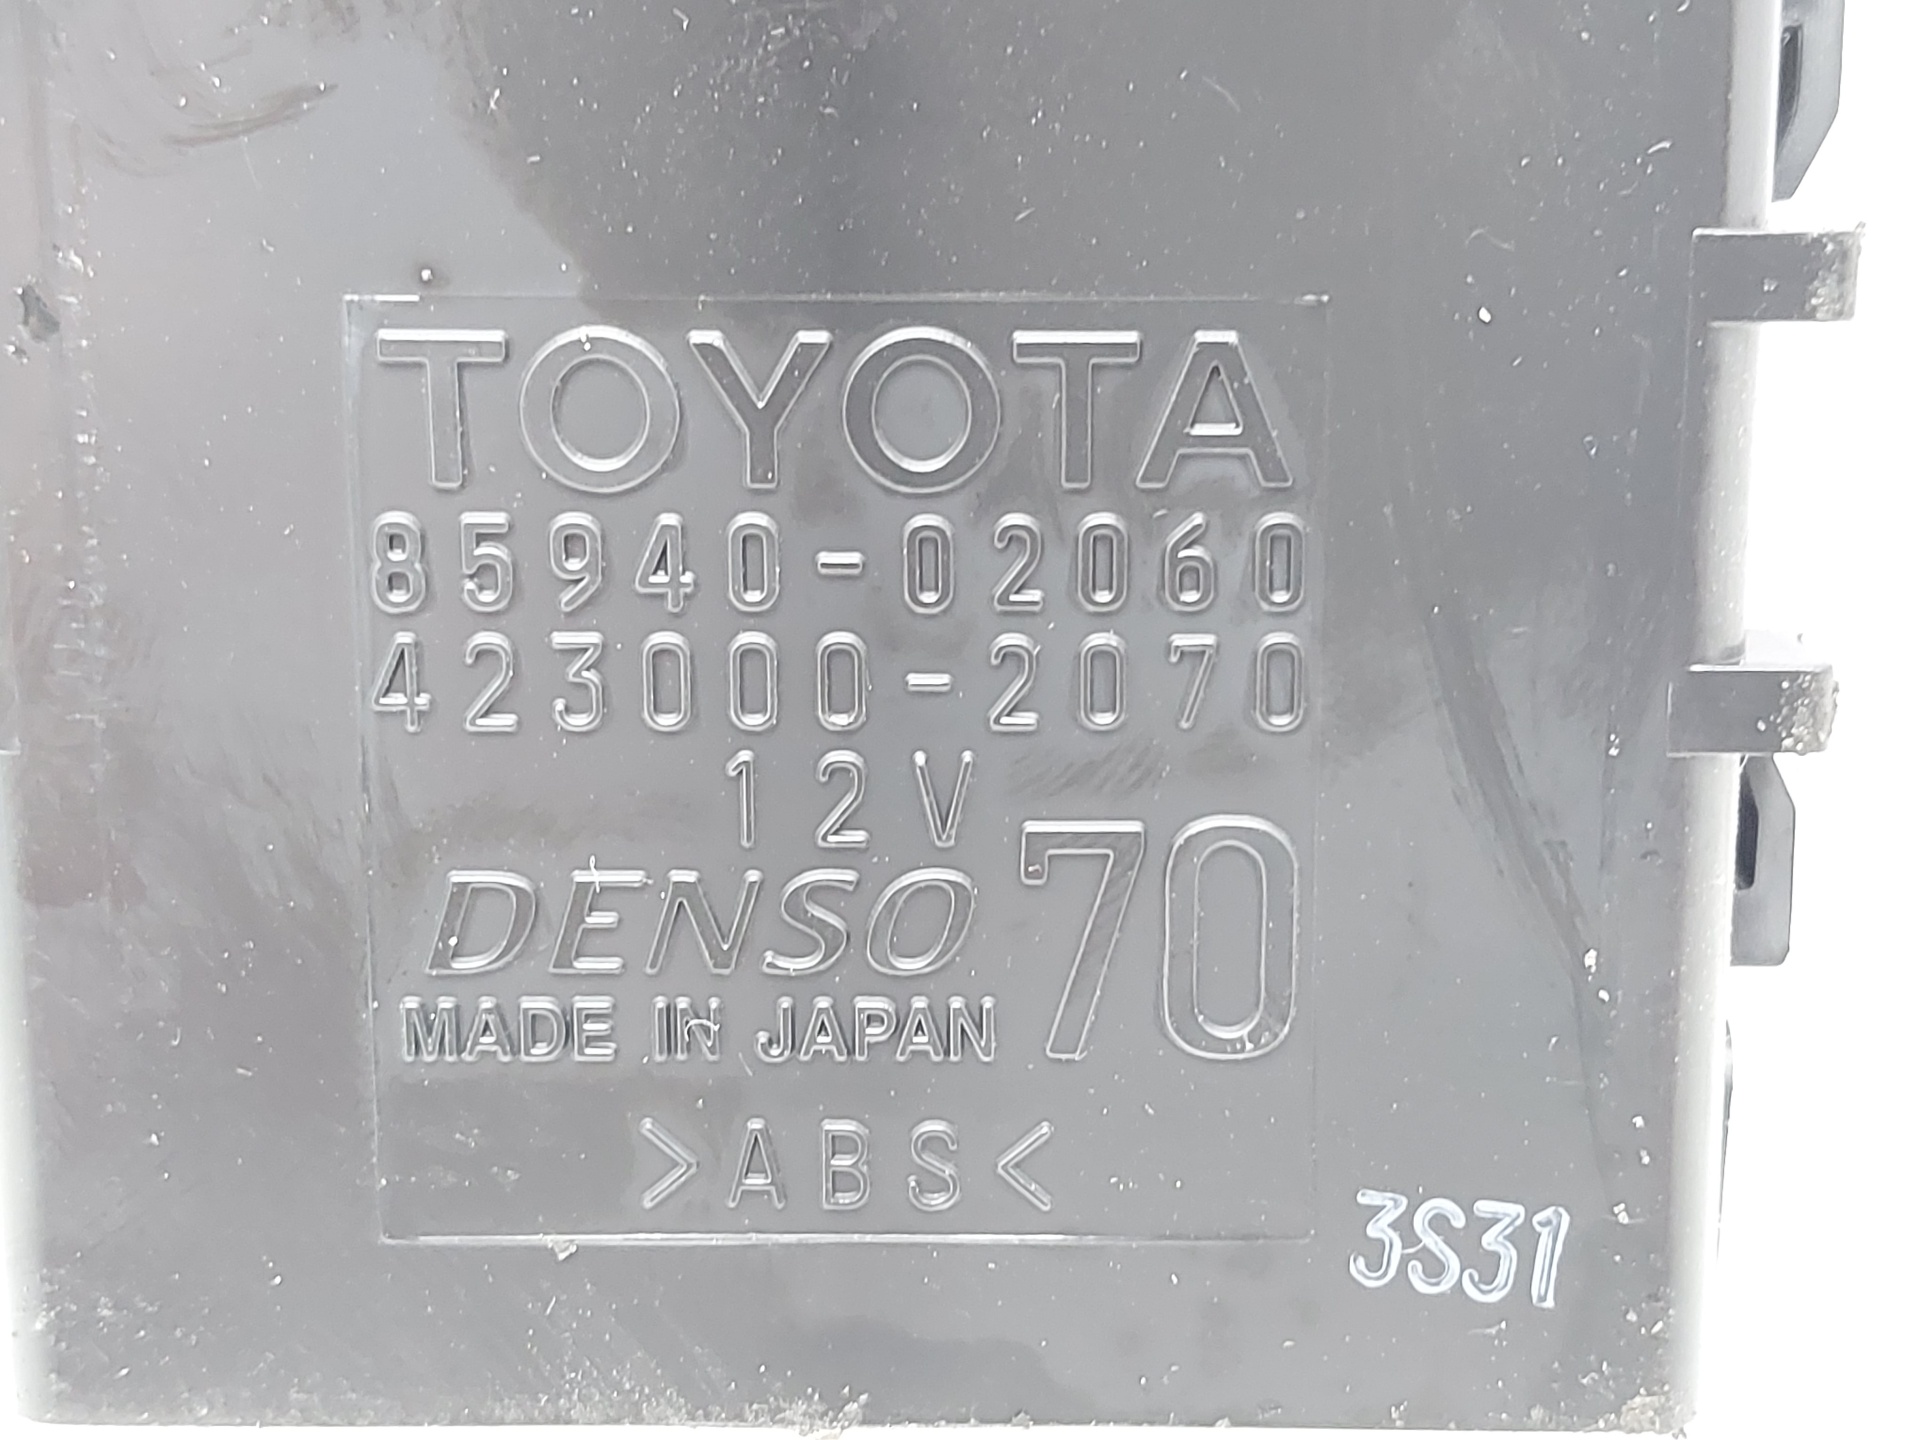 TOYOTA
85940-02060
423000-2070
12V
DENSO 70
MADE IN JAPAN
>ABS<
3S31